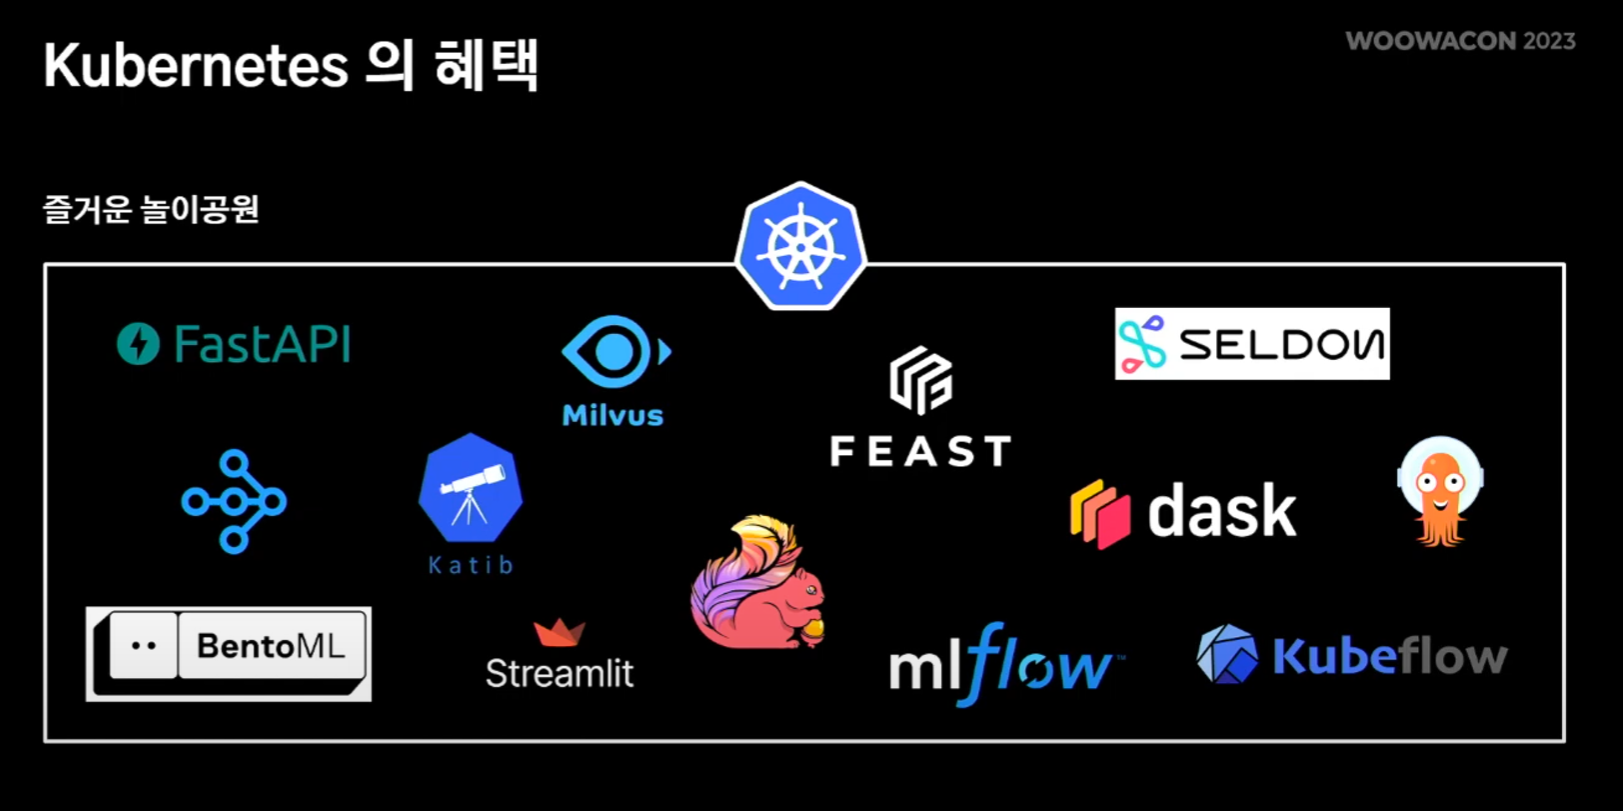 Kubernetes 의 혜택
WOOWACON 2023
즐거운 놀이공원
FastAPI
Milvus
FEAST
SELDON
Katib
dask
BentoML
Streamlit
mlflow™
Kubeflow